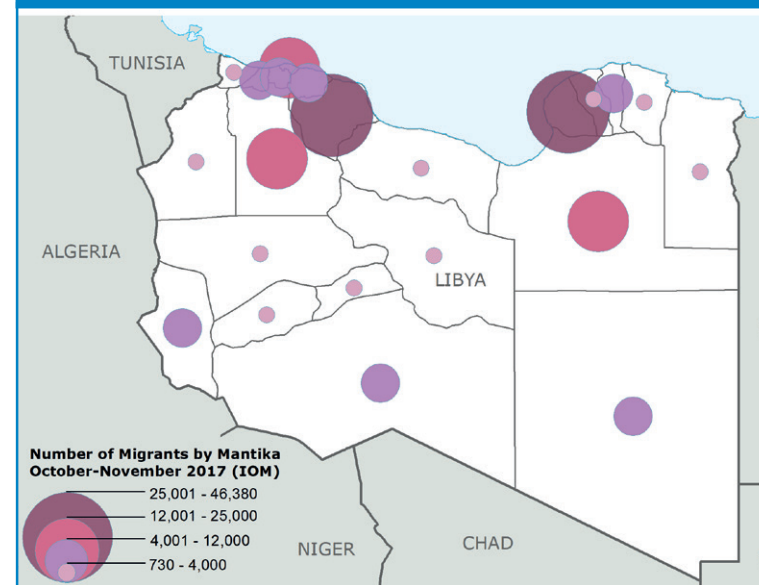 TUNISIA
ALGERIA
LIBYA
Number of Migrants by Mantika
October-November 2017 (IOM)
25,001 - 46,380
12,001 - 25,000
4,001 - 12,000
730 - 4,000
NIGER
CHAD